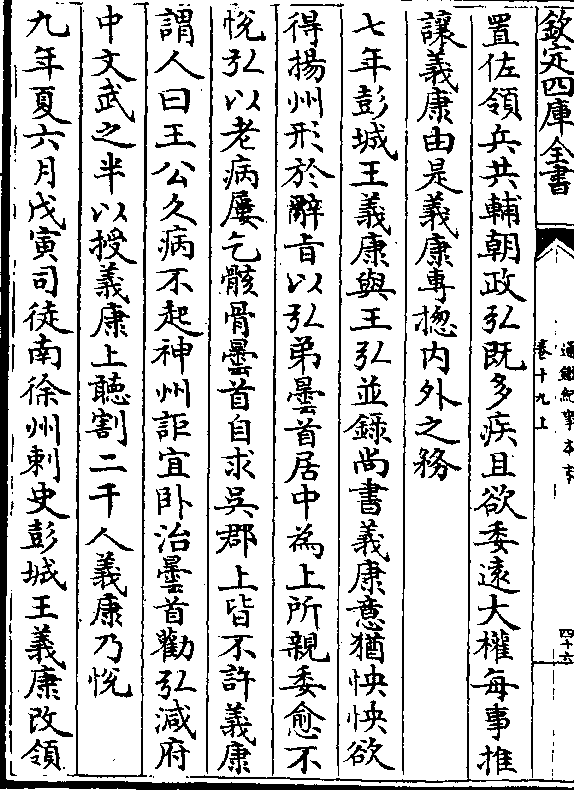 欽定四庫全書
通鑑紀事本末
卷十九上
四十六
置佐領兵共輔朝政弘既多疾且欲委遠大權每事推
讓義康由是義康專揔内外之務
七年彭城王義康與王弘並錄尚書義康意猶怏怏欲
得揚州形於辭旨以弘弟曇首居中為上所親委愈不
悅弘以老病屢乞骸骨曇首自求吳郡上皆不許義康
謂人曰王公久病不起神州詎宜卧治曇首勸弘減府
中文武之半以授義康上聽割二千人義康乃悅
九年夏六月戊寅司徒南徐州刺史彭城王義康改領